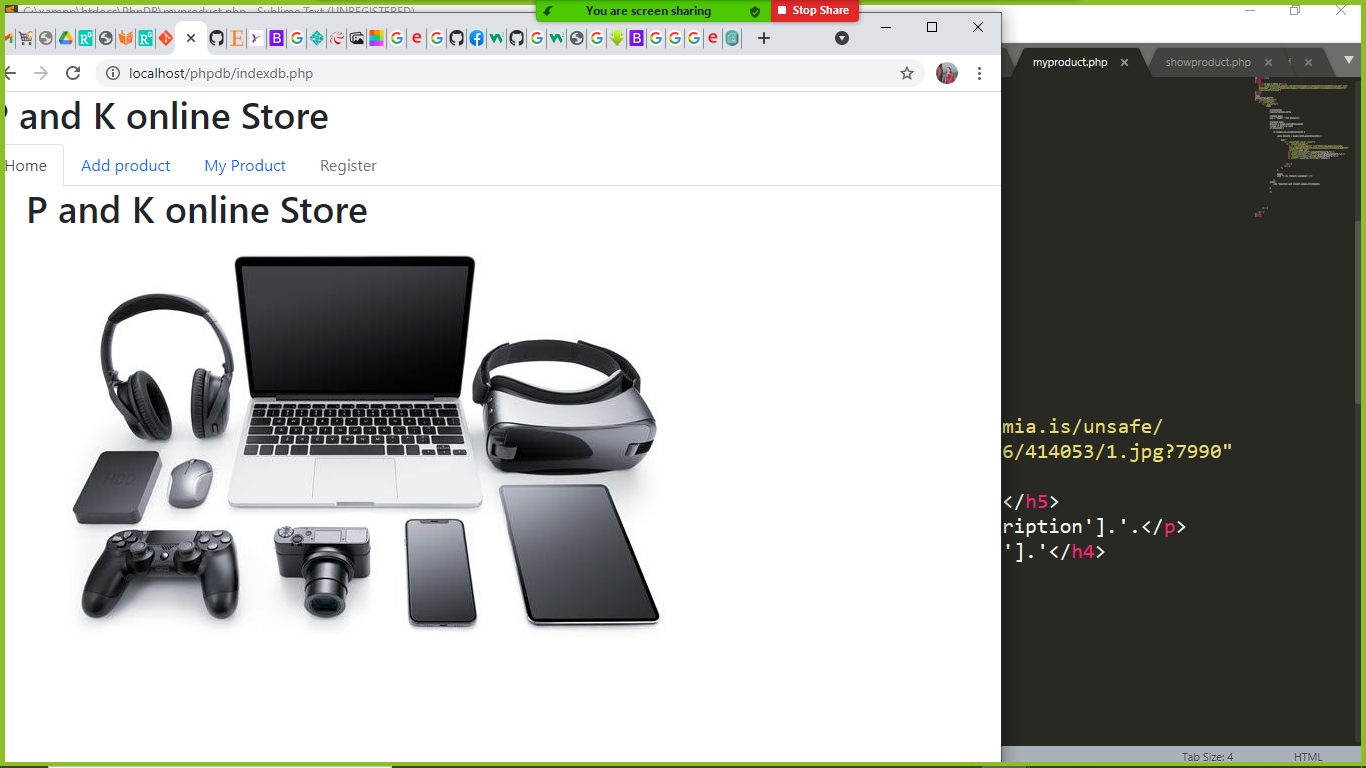 C:\xampp\htdocs\PhpDB\myproduct.php - Sublime Text (UNREGISTERED)
You are screen sharing
Stop Share
localhost/phpdb/indexdb.php
myproduct.php
showproduct.php
P and K online Store
Home Add product My Product Register
P and K online Store
HDD
mia.is/unsafe/
6/414053/1.jpg?7990"
</h5>
ription'].'.</p>
'].'</h4>
Tab Size: 4 HTML